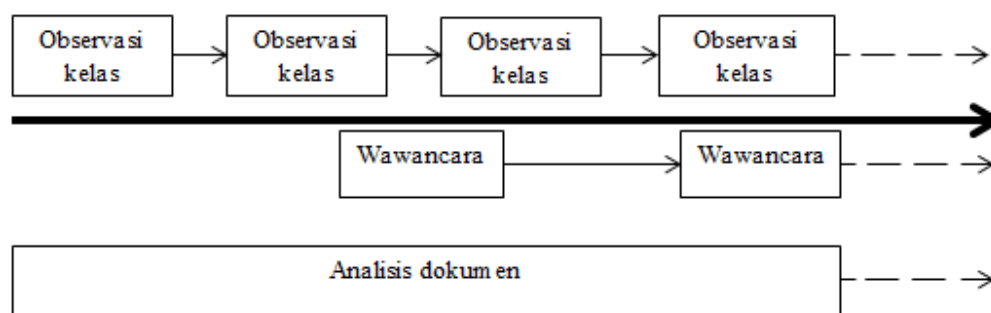 Observasi
kelas
Observasi
kelas
Observasi
kelas
Observasi
kelas
Wawancara
Wawancara
Analisis dokumen